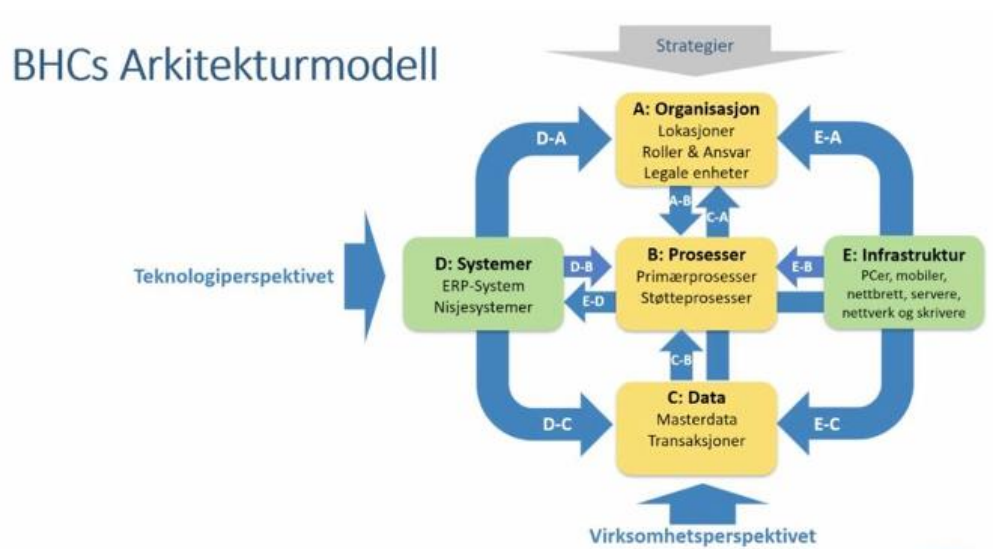 BHCs Arkitekturmodell
Strategier
A: Organisasjon
Lokasjoner
Roller & Ansvar
Legale enheter
D-A
E-A
A-B
C-A
Teknologiperspektivet
D: Systemer
ERP-System
Nisjesystemer
D-B
E-D
B: Prosesser
Primærprosesser
Støtteprosesser
E-B
E: Infrastruktur
PCer, mobiler,
nettbrett, servere,
nettverk og skrivere
C-B
D-C
C: Data
Masterdata
Transaksjoner
E-C
Virksomhetsperspektivet